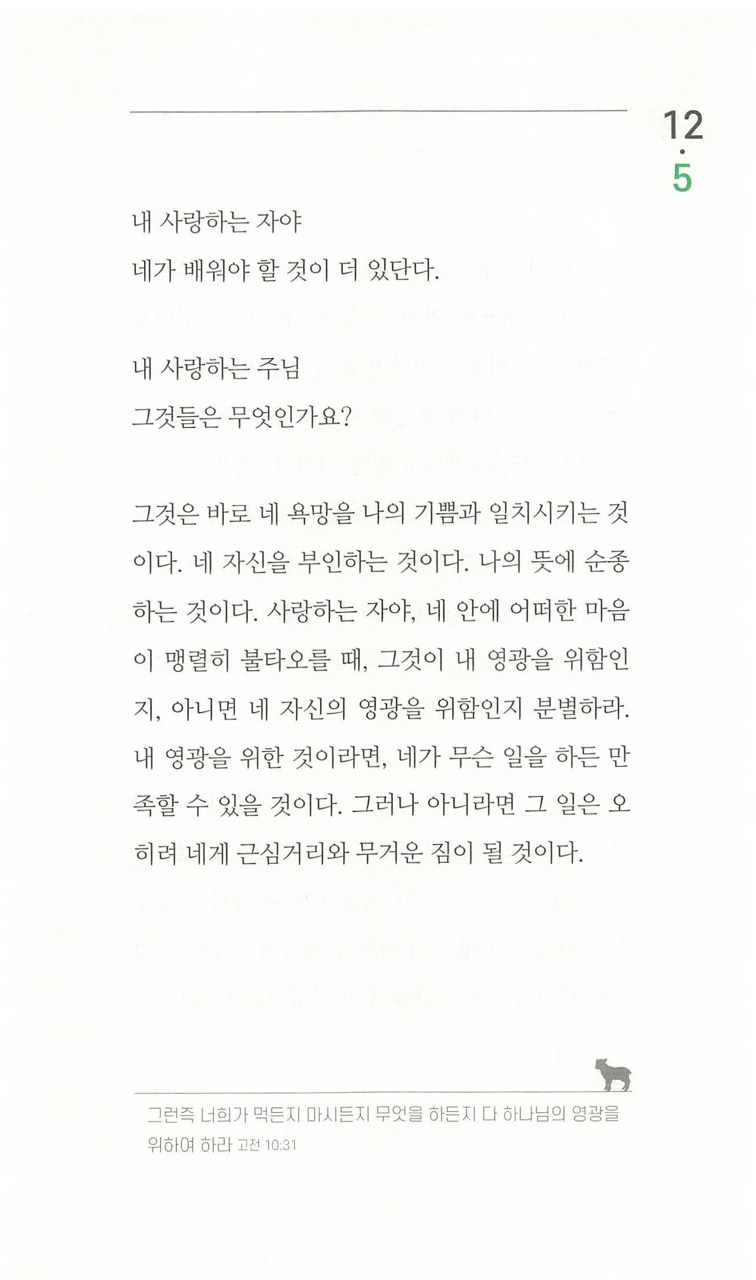 12
·
5
내 사랑하는 자야
네가 배워야 할 것이 더 있단다.
내 사랑하는 주님
그것들은 무엇인가요?
그것은 바로 네 욕망을 나의 기쁨과 일치시키는 것
이다. 네 자신을 부인하는 것이다. 나의 뜻에 순종
하는 것이다. 사랑하는 자야, 네 안에 어떠한 마음
이 맹렬히 불타오를 때, 그것이 내 영광을 위함인
지, 아니면 네 자신의 영광을 위함인지 분별하라.
내 영광을 위한 것이라면, 네가 무슨 일을 하든 만
족할 수 있을 것이다. 그러나 아니라면 그 일은 오
히려 네게 근심거리와 무거운 짐이 될 것이다.
그런즉 너희가 먹든지 마시든지 무엇을 하든지 다 하나님의 영광을
위하여 하라 고전 10:31